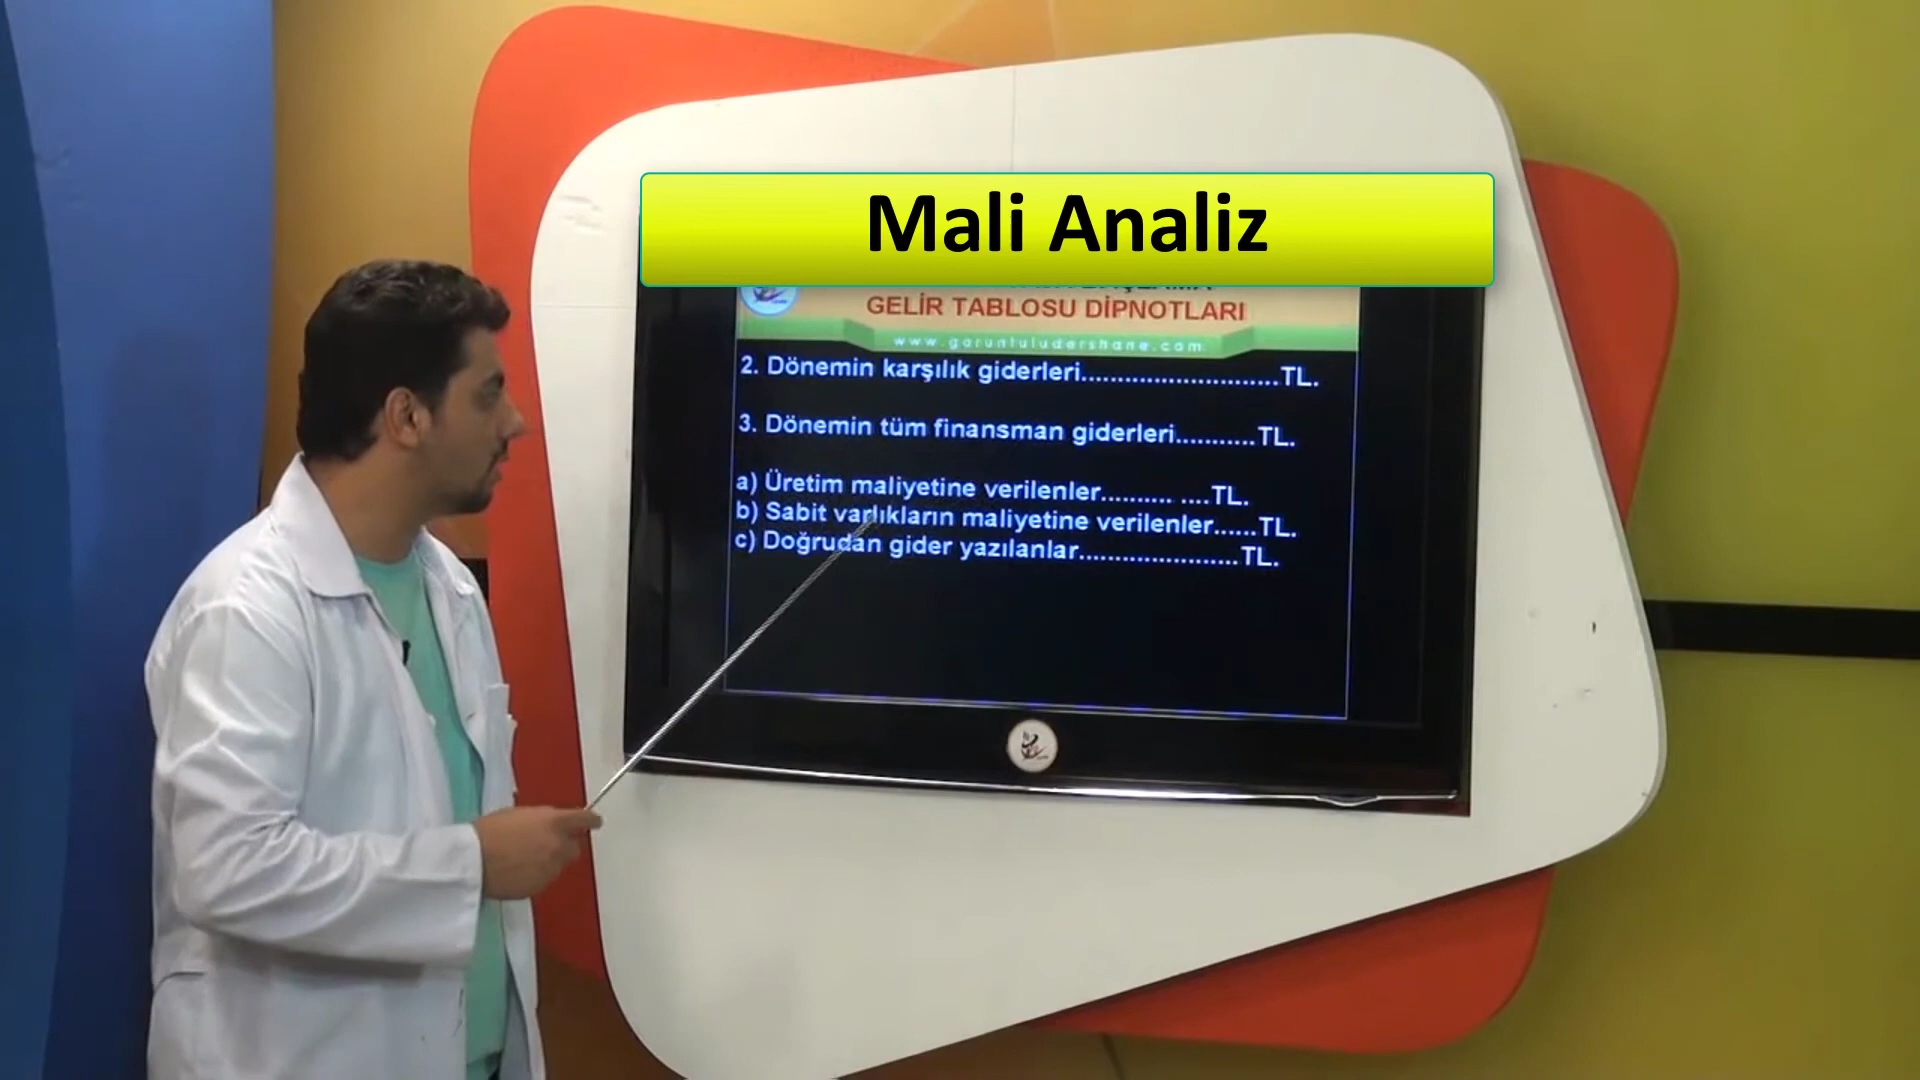 Mali Analiz
GELİR TABLOSU DİPNOTLARI
www.goruntuludershane.com
2. Dönemin karşılık giderleri...........................TL.
3. Dönemin tüm finansman giderleri...........TL.
a) Üretim maliyetine verilenler.......... ....TL.
b) Sabit varlıkların maliyetine verilenler......TL.
c) Doğrudan gider yazılanlar......................TL.